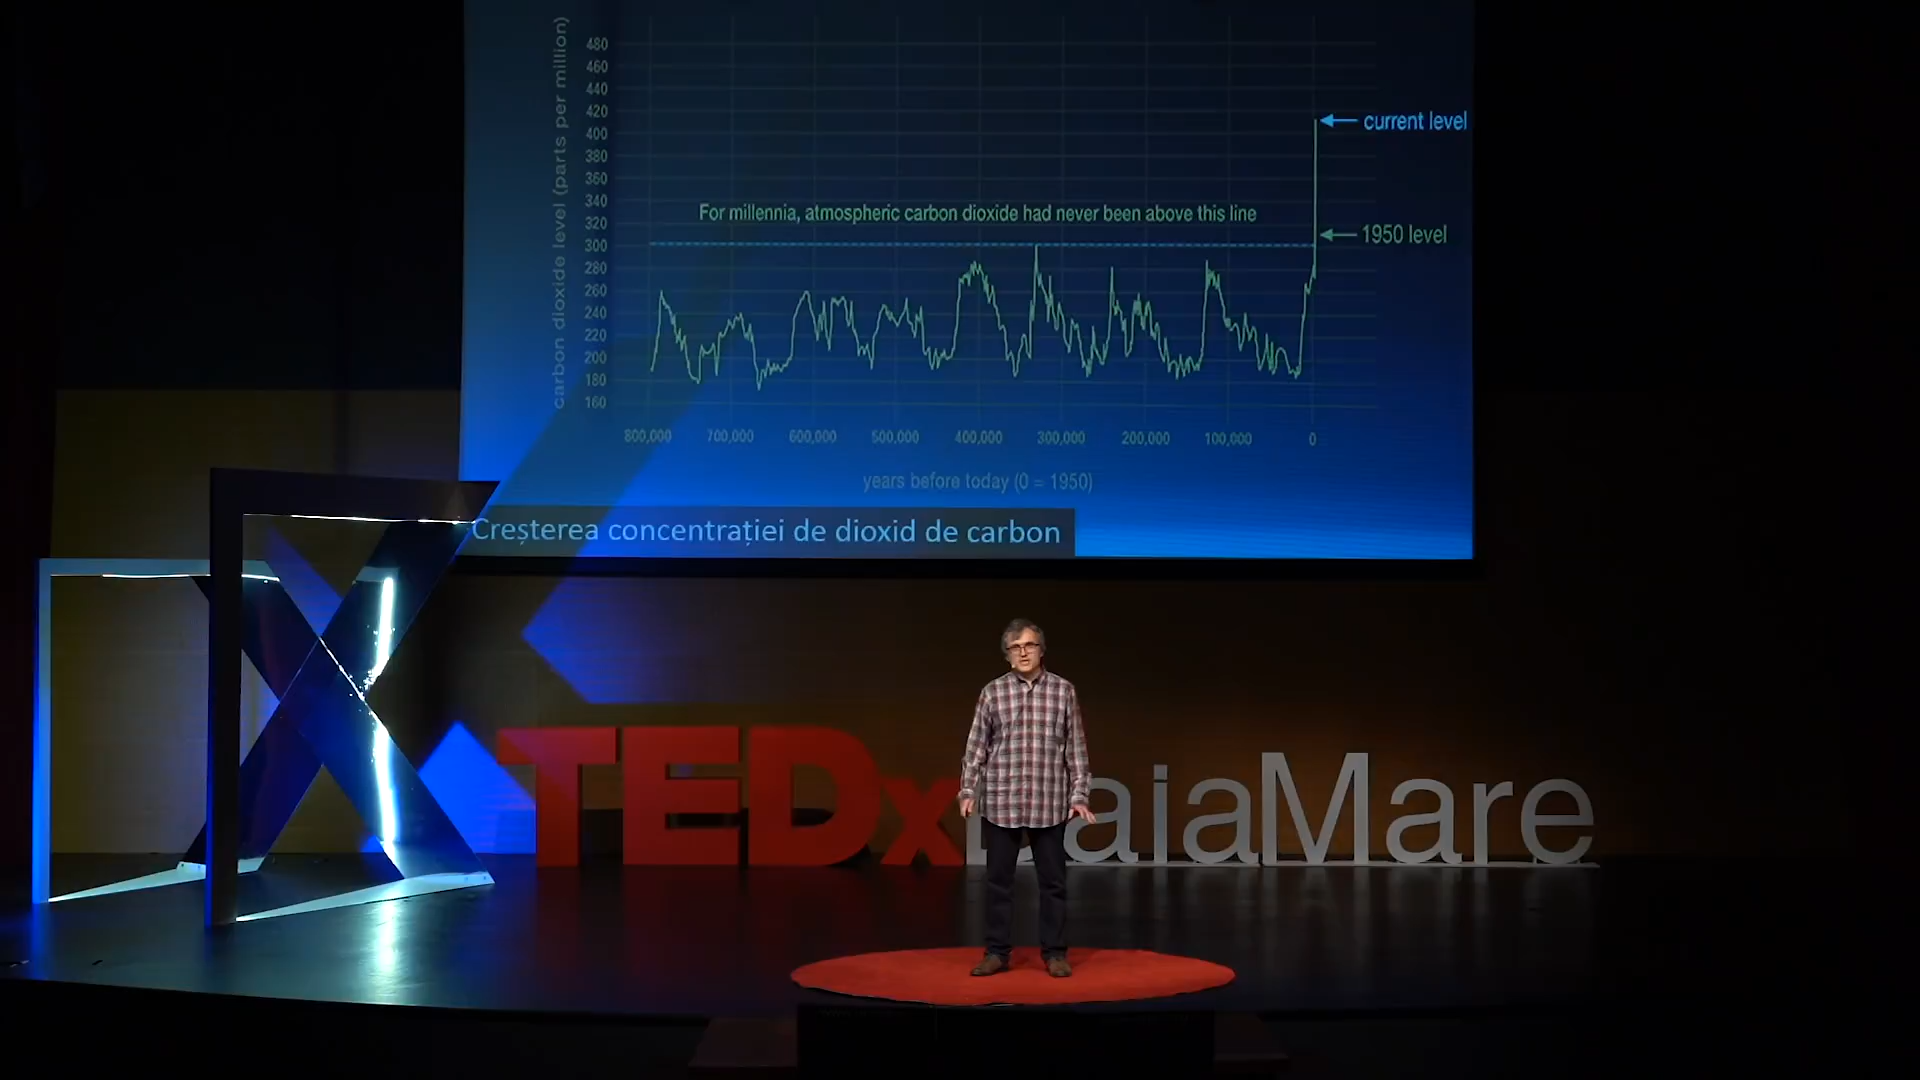 carbon dioxide level (parts per million)
480
460
440
420
400
380
360
340
320
300
280
260
240
220
200
180
160
current level
For millennia, atmospheric carbon dioxide had never been above this line
1950 level
800,000 700,000 600,000 500,000 400,000 300,000 200,000 100,000 0
years before today (0 = 1950)
Creșterea concentrației de dioxid de carbon
X
TEDxBaiaMare